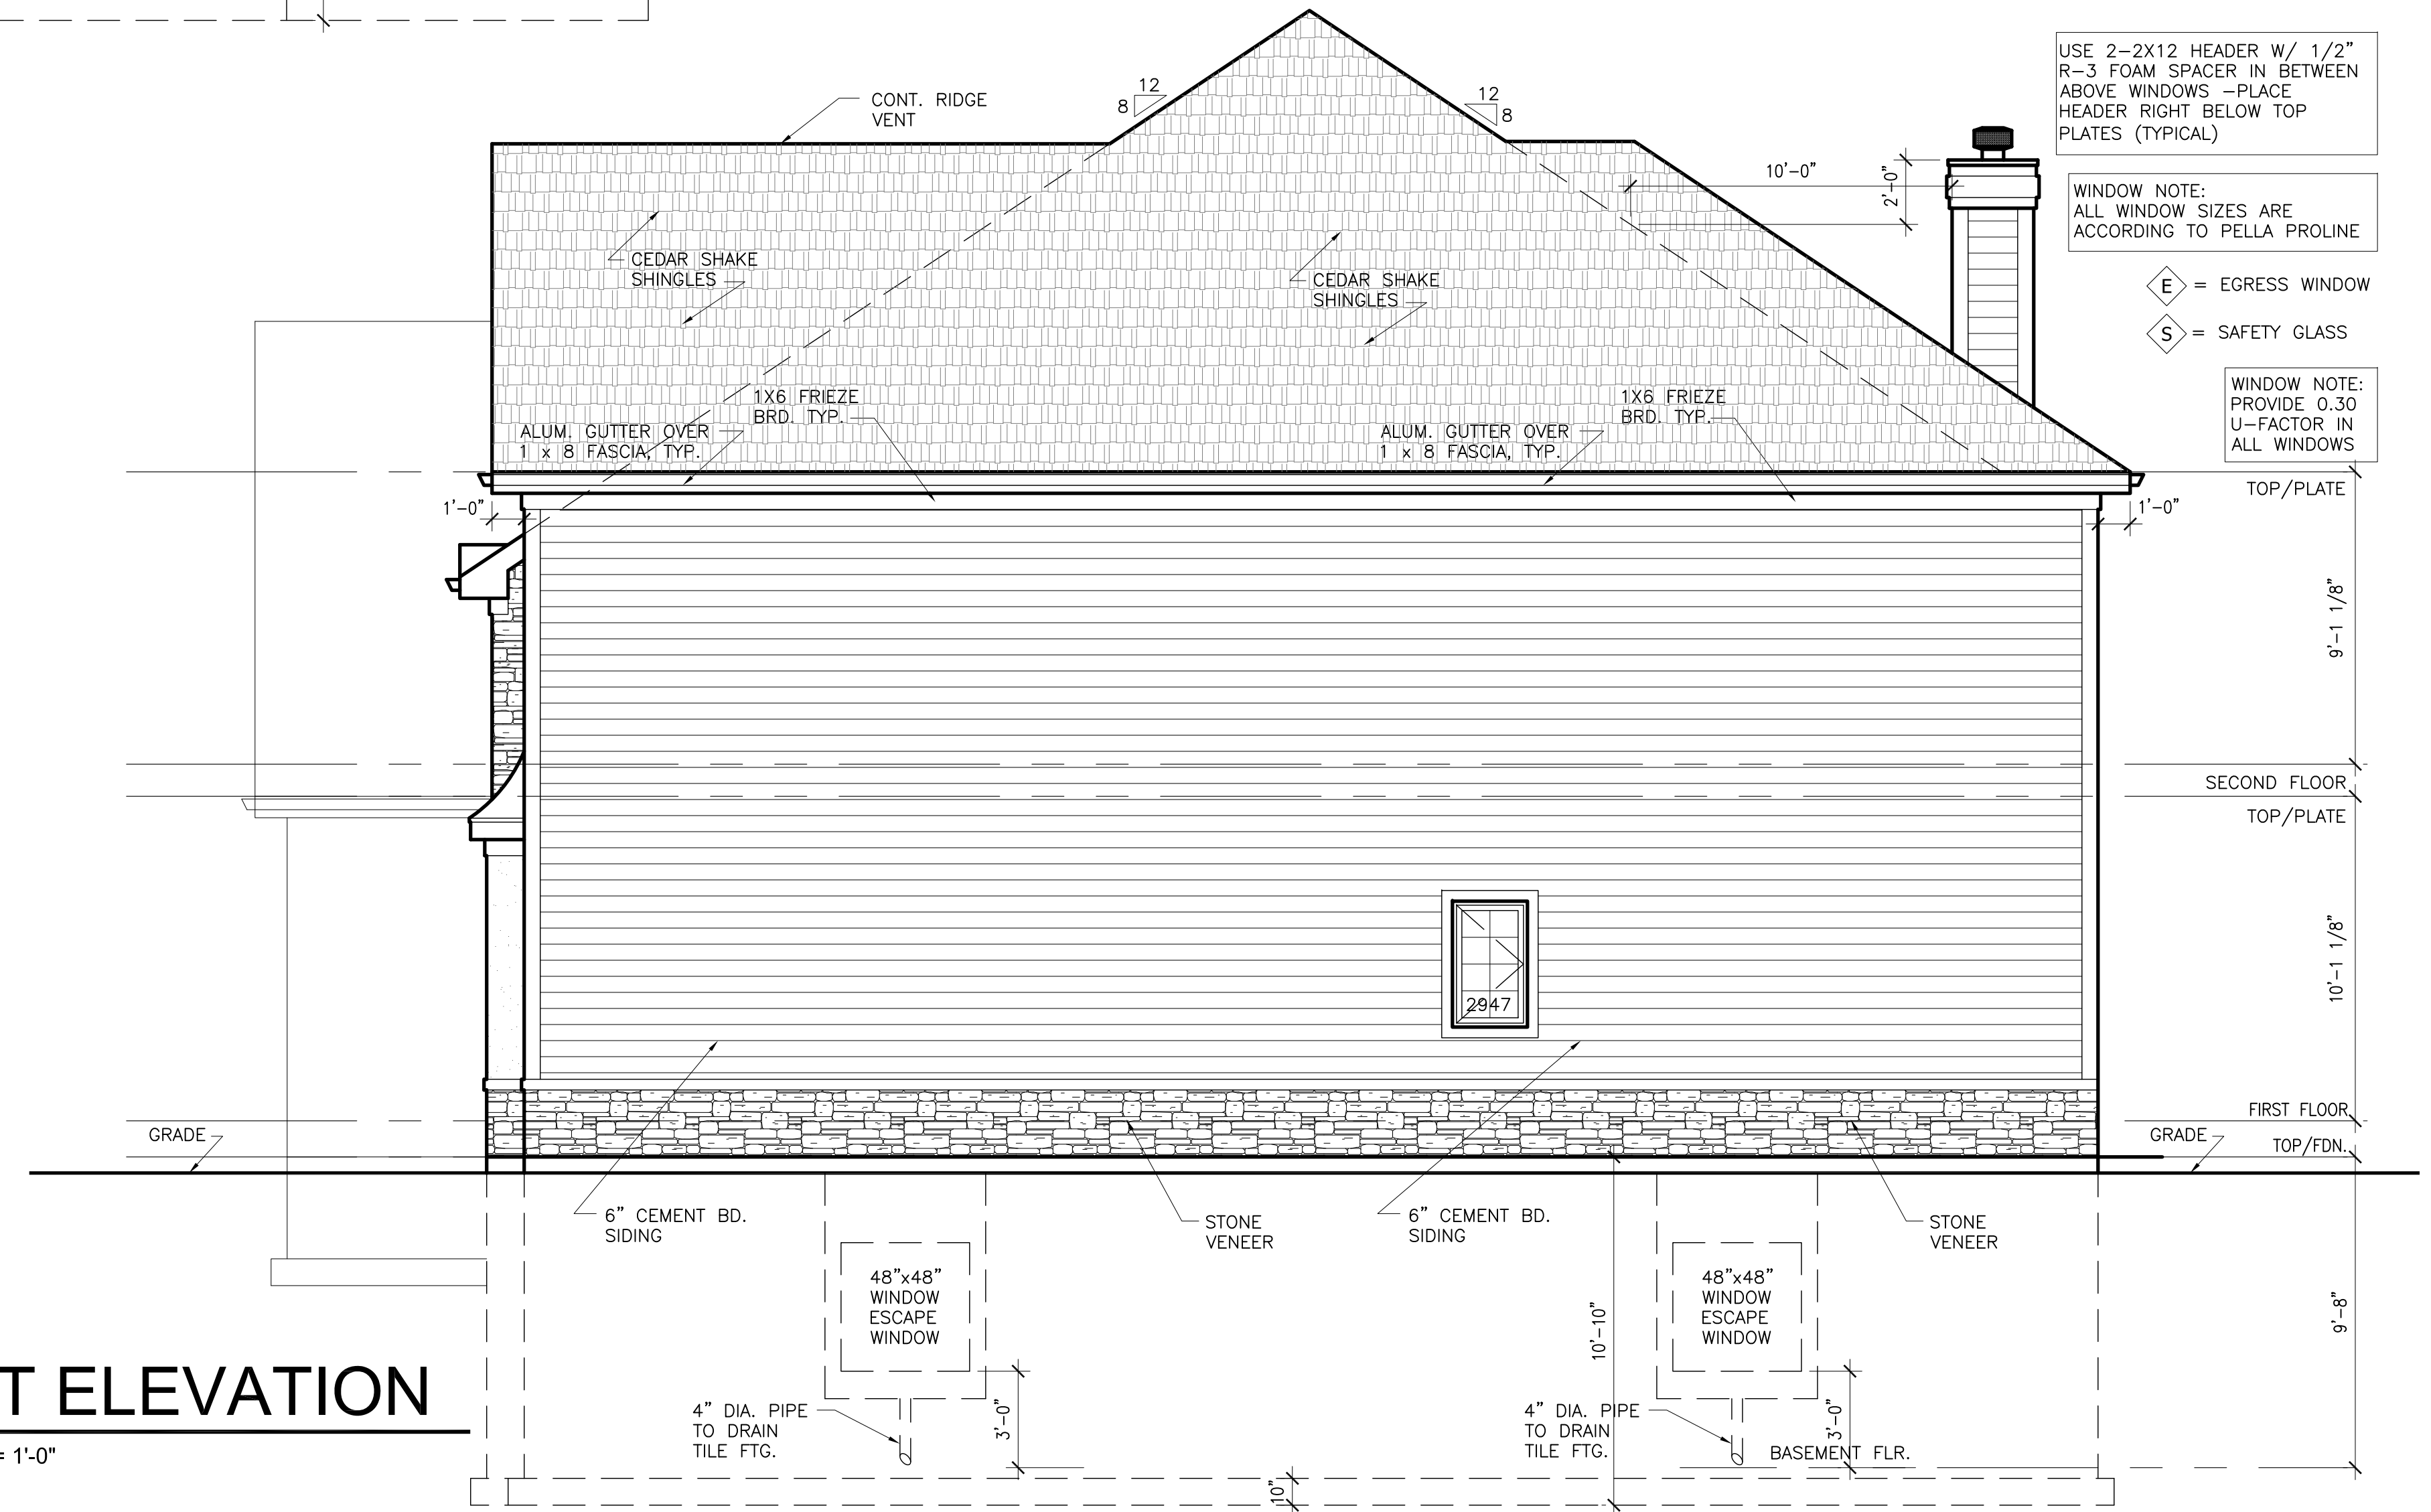 USE 2-2X12 HEADER W/ 1/2"
R-3 FOAM SPACER IN BETWEEN
ABOVE WINDOWS -PLACE
HEADER RIGHT BELOW TOP
PLATES (TYPICAL)
12
8
12
8
CONT. RIDGE
VENT
10'-0"
2'-0"
WINDOW NOTE:
ALL WINDOW SIZES ARE
ACCORDING TO PELLA PROLINE
E = EGRESS WINDOW
S = SAFETY GLASS
CEDAR SHAKE
SHINGLES
CEDAR SHAKE
SHINGLES
WINDOW NOTE:
PROVIDE 0.30
U-FACTOR IN
ALL WINDOWS
1X6 FRIEZE
BRD. TYP.
ALUM. GUTTER OVER
1 x 8 FASCIA, TYP.
1X6 FRIEZE
BRD. TYP.
ALUM. GUTTER OVER
1 x 8 FASCIA, TYP.
TOP/PLATE
1'-0"
1'-0"
9'-1 1/8"
SECOND FLOOR
TOP/PLATE
10'-1 1/8"
2947
FIRST FLOOR
GRADE
GRADE
TOP/FDN.
6" CEMENT BD.
SIDING
STONE
VENEER
6" CEMENT BD.
SIDING
STONE
VENEER
48"x48"
WINDOW
ESCAPE
WINDOW
48"x48"
WINDOW
ESCAPE
WINDOW
10'-10"
9'-8"
T ELEVATION
= 1'-0"
4" DIA. PIPE
TO DRAIN
TILE FTG.
3'-0"
4" DIA. PIPE
TO DRAIN
TILE FTG.
3'-0"
BASEMENT FLR.
10"